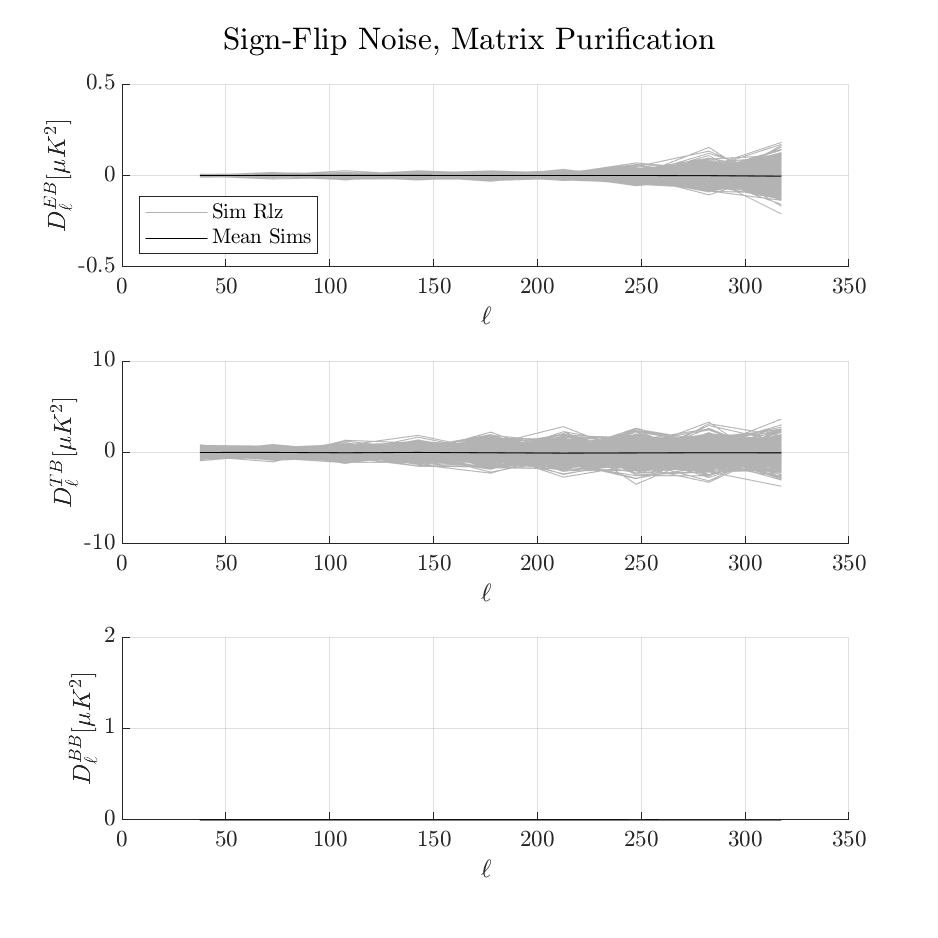 Sign-Flip Noise, Matrix Purification
0.5
0
-0.5
D_ℓ^{EB}[μK^2]
Sim Rlz
Mean Sims
0 50 100 150 200 250 300 350
ℓ
10
0
-10
D_ℓ^{TB}[μK^2]
0 50 100 150 200 250 300 350
ℓ
2
1
0
D_ℓ^{BB}[μK^2]
0 50 100 150 200 250 300 350
ℓ